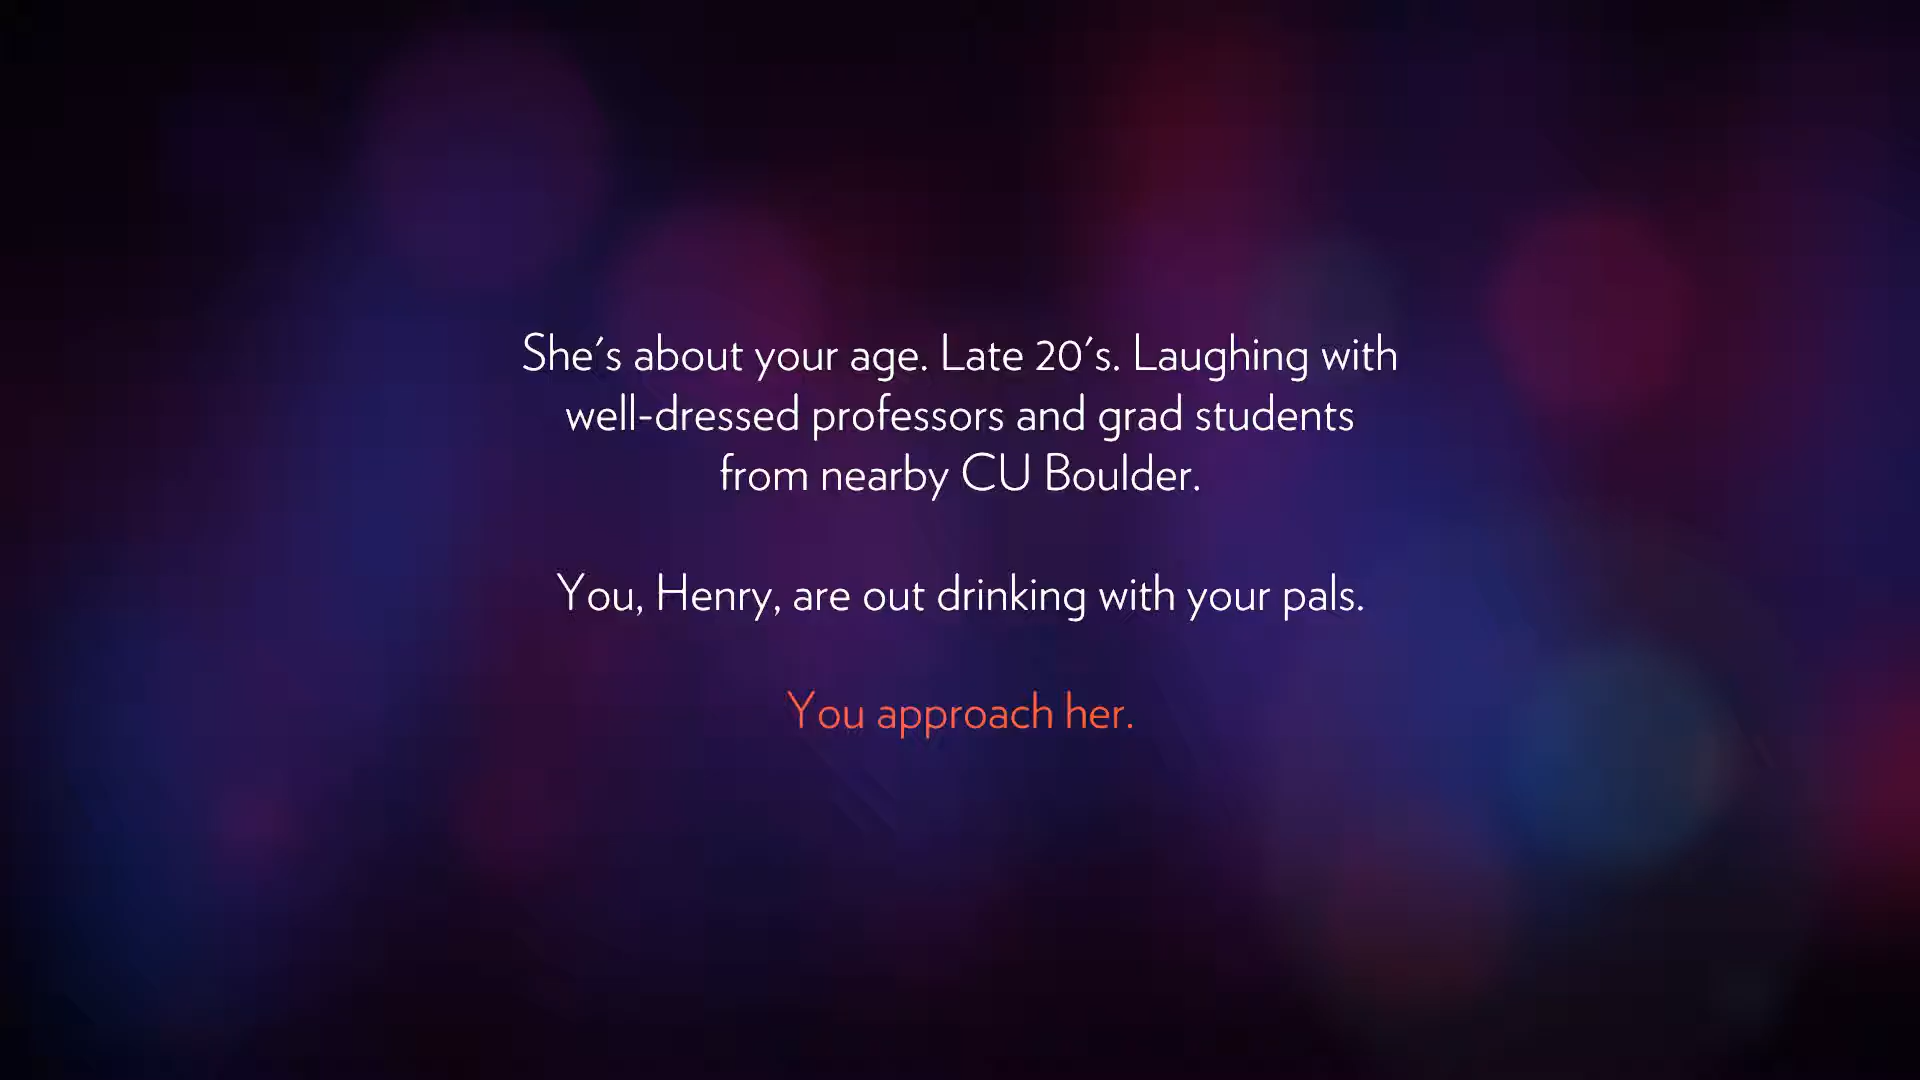 She's about your age. Late 20's. Laughing with
well-dressed professors and grad students
from nearby CU Boulder.
You, Henry, are out drinking with your pals.
You approach her.